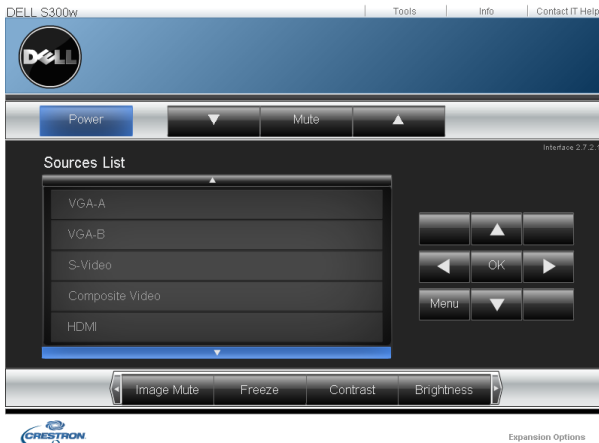 DELL S300w
Tools Info Contact IT Help
DELL
Power Mute
Interface 2.7.2.
Sources List
VGA-A
VGA-B
S-Video
Composite Video
HDMI
OK
Menu
Image Mute Freeze Contrast Brightness
CRESTRON
Expansion Options